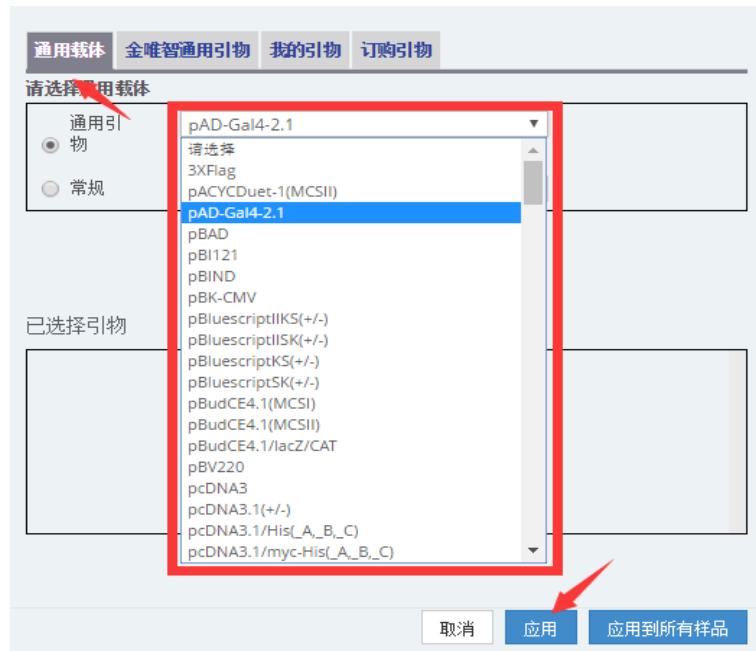 通用载体 金唯智通用引物 我的引物 订购引物
请选择通用载体
通用引物
pAD-Gal4-2.1
常规
请选择
3XFlag
pACYCDuet-1(MCSII)
pAD-Gal4-2.1
pBAD
pBI121
pBIND
pBK-CMV
pBluescriptIIKS(+/-)
pBluescriptIISK(+/-)
pBluescriptKS(+/-)
pBluescriptSK(+/-)
pBudCE4.1(MCSI)
pBudCE4.1(MCSII)
pBudCE4.1/lacZ/CAT
pBV220
pcDNA3
pcDNA3.1(+/-)
pcDNA3.1/His(_A,_B,_C)
pcDNA3.1/myc-His(_A,_B,_C)
已选择引物
取消 应用 应用到所有样品